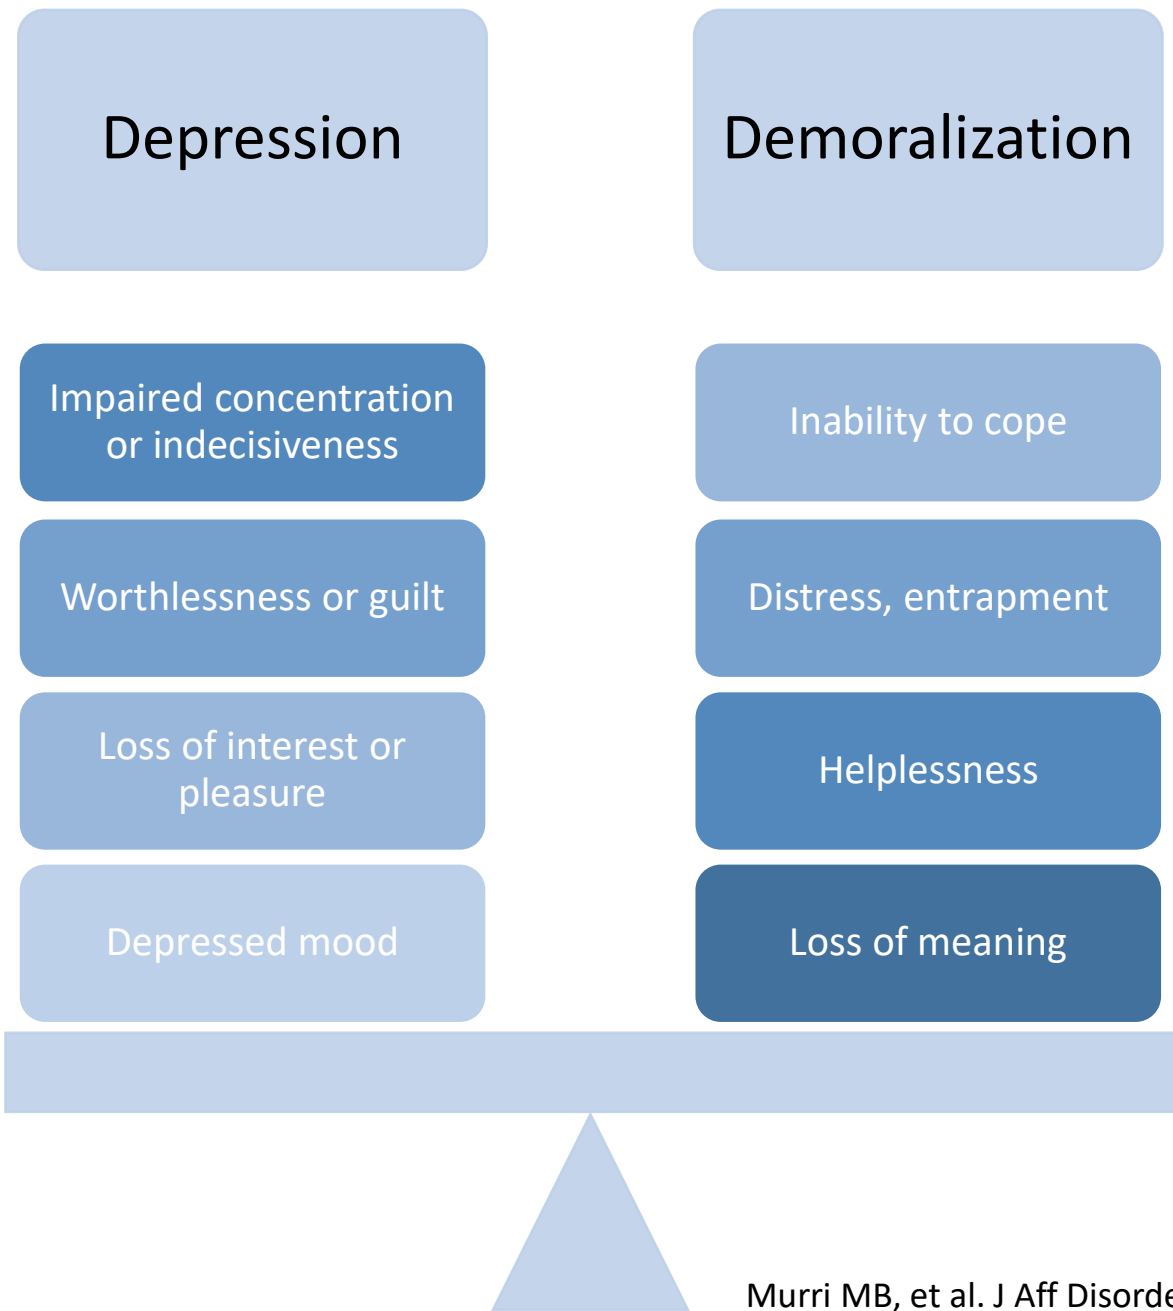 Depression
Impaired concentration
or indecisiveness
Worthlessness or guilt
Loss of interest or
pleasure
Depressed mood
Demoralization
Inability to cope
Distress, entrapment
Helplessness
Loss of meaning
Murri MB, et al. J Aff Disorde